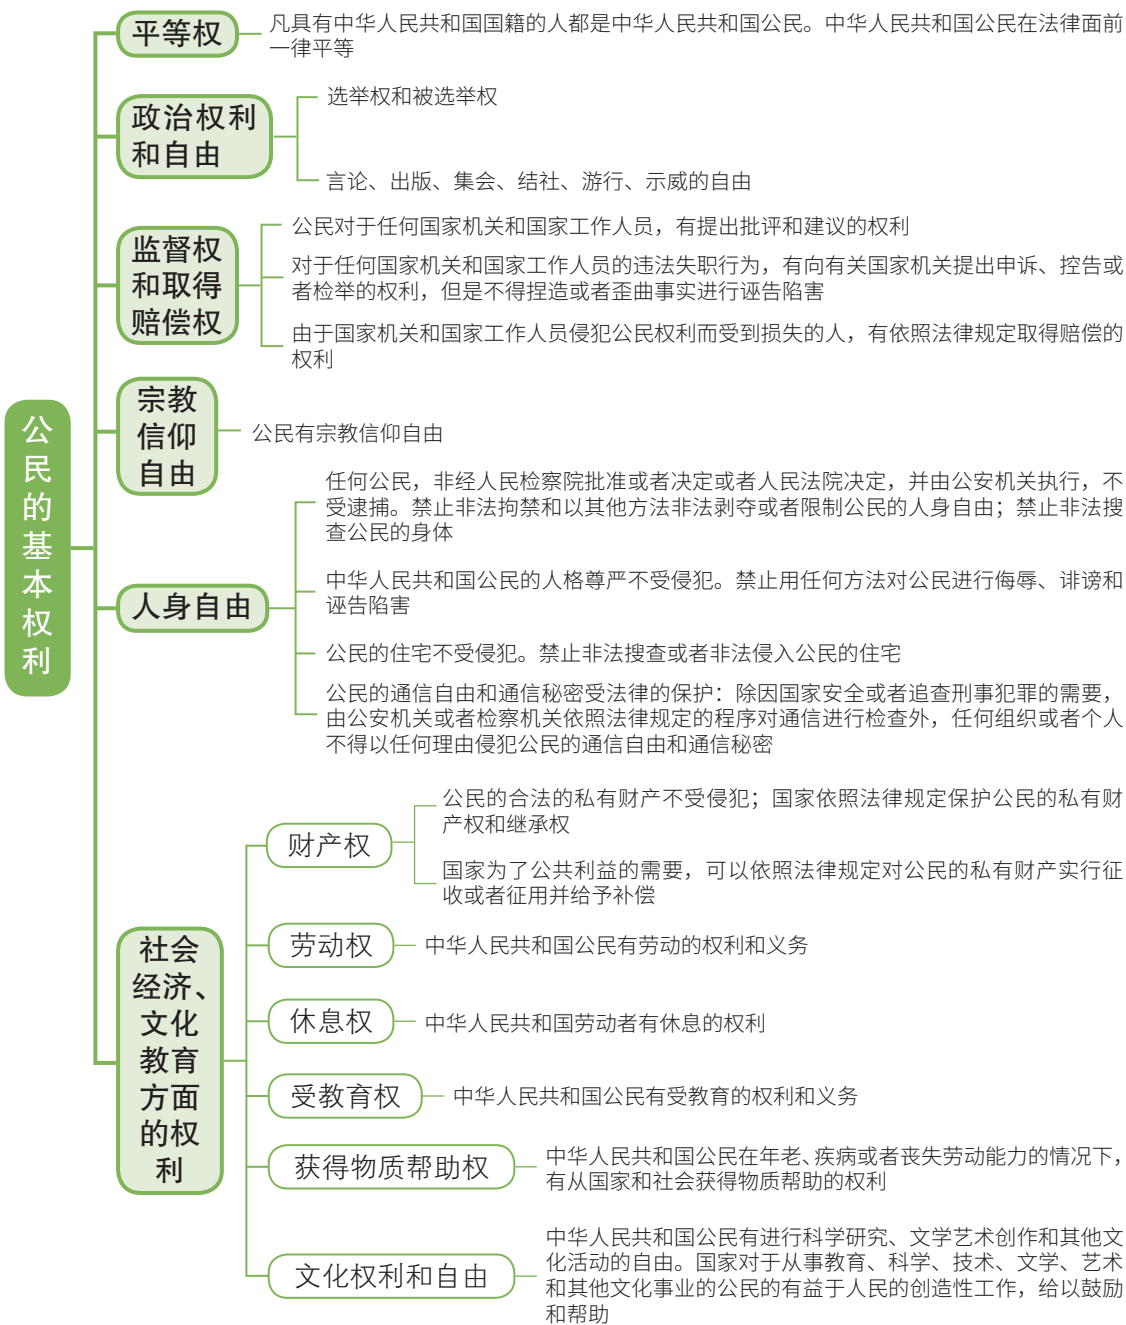 公民的基本权利
平等权
凡具有中华人民共和国国籍的人都是中华人民共和国公民。中华人民共和国公民在法律面前
一律平等
政治权利
和自由
选举权和被选举权
言论、出版、集会、结社、游行、示威的自由
监督权
和取得
赔偿权
公民对于任何国家机关和国家工作人员，有提出批评和建议的权利
对于任何国家机关和国家工作人员的违法失职行为，有向有关国家机关提出申诉、控告或
者检举的权利，但是不得捏造或者歪曲事实进行诬告陷害
由于国家机关和国家工作人员侵犯公民权利而受到损失的人，有依照法律规定取得赔偿的
权利
宗教
信仰
自由
公民有宗教信仰自由
人身自由
任何公民，非经人民检察院批准或者决定或者人民法院决定，并由公安机关执行，不
受逮捕。禁止非法拘禁和以其他方法非法剥夺或者限制公民的人身自由；禁止非法搜
查公民的身体
中华人民共和国公民的人格尊严不受侵犯。禁止用任何方法对公民进行侮辱、诽谤和
诬告陷害
公民的住宅不受侵犯。禁止非法搜查或者非法侵入公民的住宅
公民的通信自由和通信秘密受法律的保护：除因国家安全或者追查刑事犯罪的需要，
由公安机关或者检察机关依照法律规定的程序对通信进行检查外，任何组织或者个人
不得以任何理由侵犯公民的通信自由和通信秘密
社会
经济、
文化
教育
方面
的权
利
财产权
公民的合法的私有财产不受侵犯；国家依照法律规定保护公民的私有财
产权和继承权
国家为了公共利益的需要，可以依照法律规定对公民的私有财产实行征
收或者征用并给予补偿
劳动权
中华人民共和国公民有劳动的权利和义务
休息权
中华人民共和国劳动者有休息的权利
受教育权
中华人民共和国公民有受教育的权利和义务
获得物质帮助权
中华人民共和国公民在年老、疾病或者丧失劳动能力的情况下，
有从国家和社会获得物质帮助的权利
文化权利和自由
中华人民共和国公民有进行科学研究、文学艺术创作和其他文
化活动的自由。国家对于从事教育、科学、技术、文学、艺术
和其他文化事业的公民的有益于人民的创造性工作，给以鼓励
和帮助